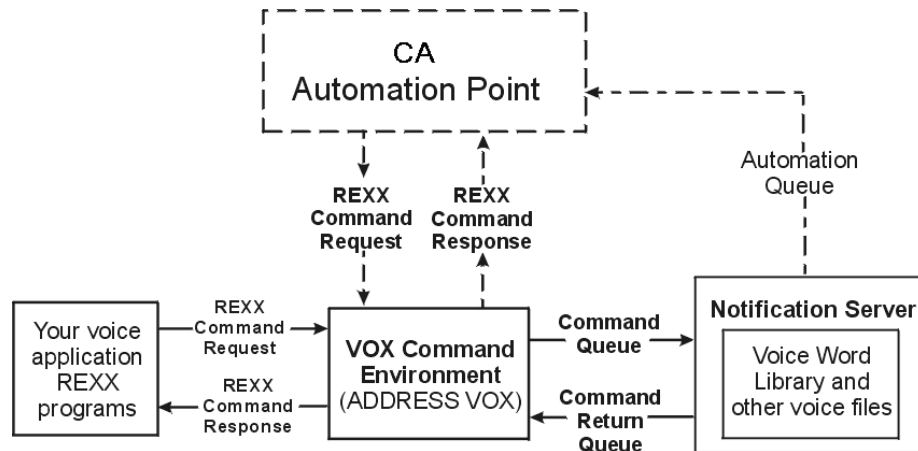 CA
Automation Point
REXX
Command
Request
REXX
Command
Response
Automation
Queue
Your voice
application
REXX
programs
REXX
Command
Request
REXX
Command
Response
VOX Command
Environment
(ADDRESS VOX)
Command
Queue
Command
Return
Queue
Notification Server
Voice Word
Library and
other voice files